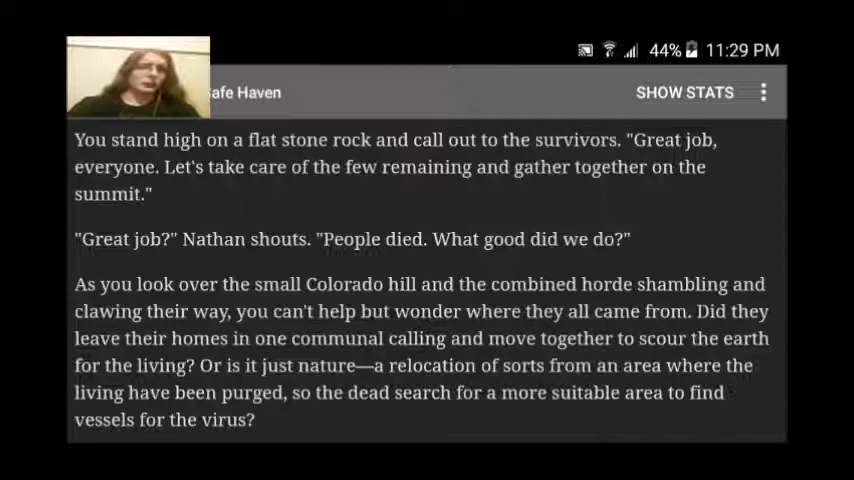 44% 11:29 PM
afe Haven SHOW STATS
You stand high on a flat stone rock and call out to the survivors. "Great job,
everyone. Let's take care of the few remaining and gather together on the
summit."
"Great job?" Nathan shouts. "People died. What good did we do?"
As you look over the small Colorado hill and the combined horde shambling and
clawing their way, you can't help but wonder where they all came from. Did they
leave their homes in one communal calling and move together to scour the earth
for the living? Or is it just nature—a relocation of sorts from an area where the
living have been purged, so the dead search for a more suitable area to find
vessels for the virus?